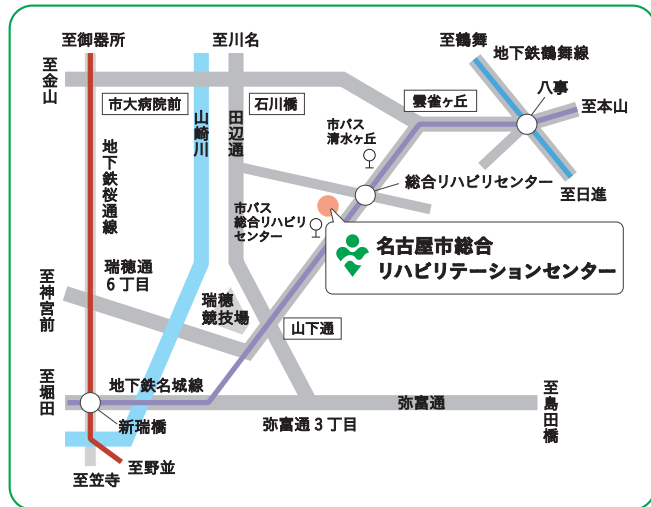 至御器所
至川名
至鶴舞
地下鉄鶴舞線
至金山
市大病院前
石川橋
雲雀ヶ丘
八事
至本山
山崎川
田辺通
市バス
清水ヶ丘
地下鉄桜通線
総合リハビリセンター
至日進
市バス
総合リハビリ
センター
名古屋市総合
リハビリテーションセンター
瑞穂通
6丁目
至神宮前
瑞穂
競技場
山下通
至堀田
地下鉄名城線
弥富通
至島田橋
新瑞橋
弥富通3丁目
至野並
至笠寺